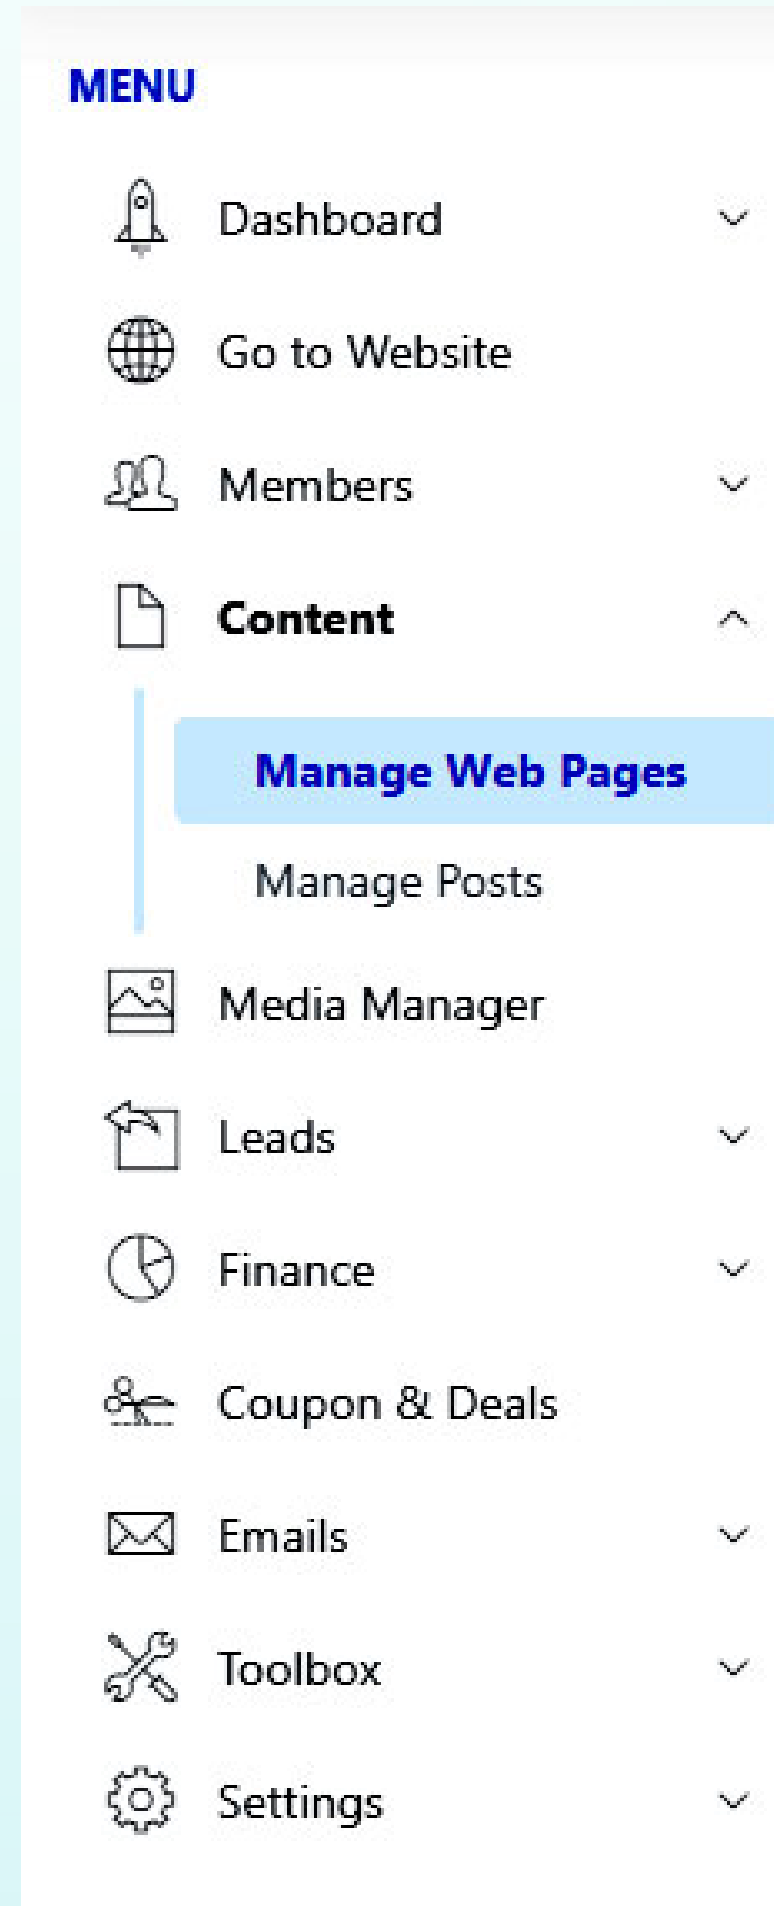 MENU
Dashboard
Go to Website
Members
Content
Manage Web Pages
Manage Posts
Media Manager
Leads
Finance
Coupon & Deals
Emails
Toolbox
Settings